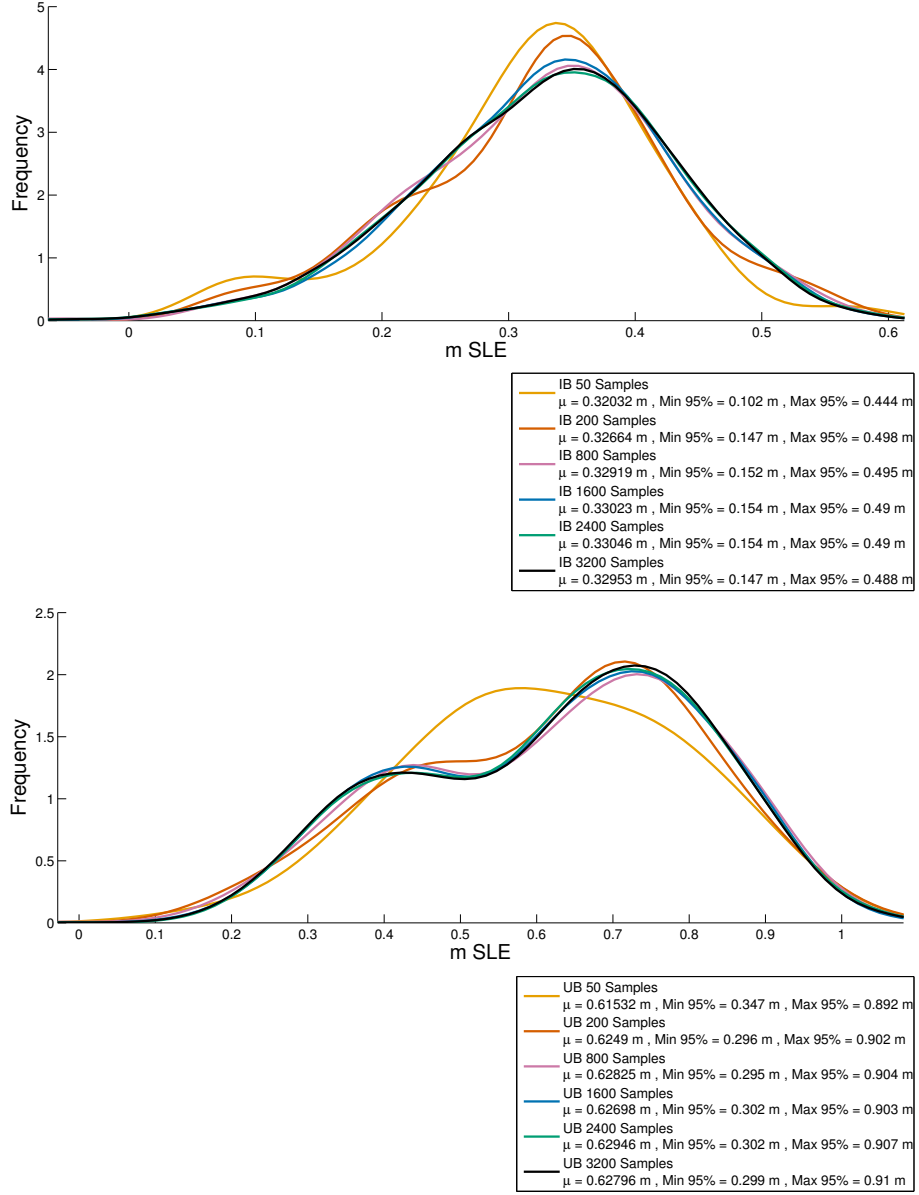 5
4
3
2
1
0
Frequency
0 0.1 0.2 0.3 0.4 0.5 0.6
m SLE
IB 50 Samples
μ = 0.32032 m , Min 95% = 0.102 m , Max 95% = 0.444 m
IB 200 Samples
μ = 0.32664 m , Min 95% = 0.147 m , Max 95% = 0.498 m
IB 800 Samples
μ = 0.32919 m , Min 95% = 0.152 m , Max 95% = 0.495 m
IB 1600 Samples
μ = 0.33023 m , Min 95% = 0.154 m , Max 95% = 0.49 m
IB 2400 Samples
μ = 0.33046 m , Min 95% = 0.154 m , Max 95% = 0.49 m
IB 3200 Samples
μ = 0.32953 m , Min 95% = 0.147 m , Max 95% = 0.488 m
2.5
2
1.5
1
0.5
0
Frequency
0 0.1 0.2 0.3 0.4 0.5 0.6 0.7 0.8 0.9 1
m SLE
UB 50 Samples
μ = 0.61532 m , Min 95% = 0.347 m , Max 95% = 0.892 m
UB 200 Samples
μ = 0.6249 m , Min 95% = 0.296 m , Max 95% = 0.902 m
UB 800 Samples
μ = 0.62825 m , Min 95% = 0.295 m , Max 95% = 0.904 m
UB 1600 Samples
μ = 0.62698 m , Min 95% = 0.302 m , Max 95% = 0.903 m
UB 2400 Samples
μ = 0.62946 m , Min 95% = 0.302 m , Max 95% = 0.907 m
UB 3200 Samples
μ = 0.62796 m , Min 95% = 0.299 m , Max 95% = 0.91 m